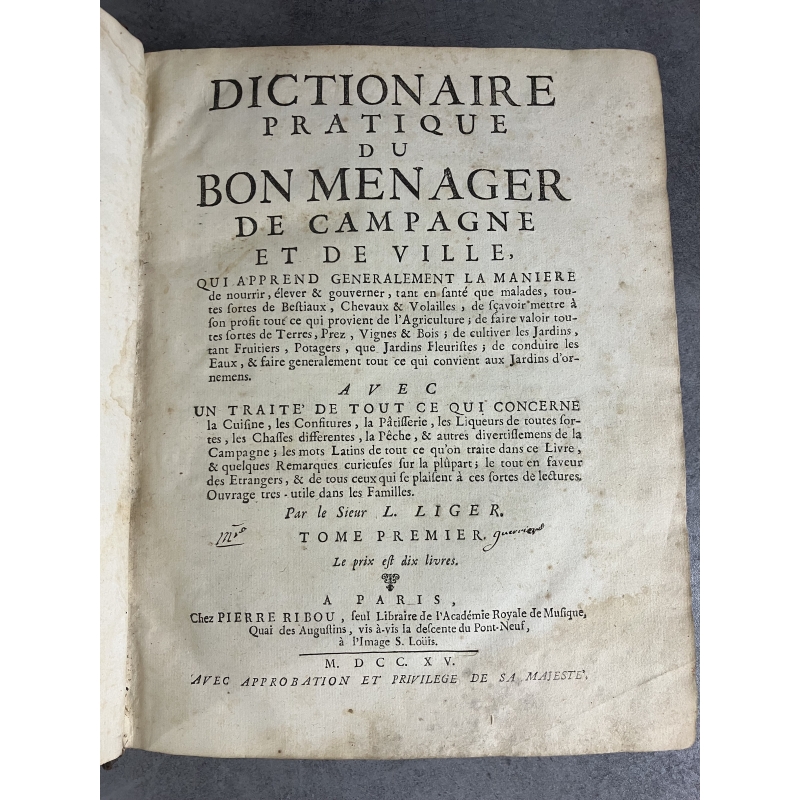 DICTIONAIRE
PRATIQUE
DU
BON MENAGER
DE CAMPAGNE
ET DE VILLE,
QUI APPREND GENERALEMENT LA MANIERE
de nourrir, élever & gouverner, tant en santé que malades, tou-
tes sortes de Bestiaux, Chevaux & Volailles, de sçavoir mettre à
son profit tout ce qui provient de l'Agriculture ; de faire valoir tou-
tes sortes de Terres, Prez, Vignes & Bois ; de cultiver les Jardins,
tant Fruitiers, Potagers, que Jardins Fleuristes ; de conduire les
Eaux, & faire generalement tout ce qui convient aux Jardins d'or-
nemens.
AVEC
UN TRAITE' DE TOUT CE QUI CONCERNE
la Cuisine, les Confitures, la Pâtisserie, les Liqueurs de toutes sor-
tes, les Chasses differentes, la Pêche, & autres divertissemens de la
Campagne ; les mots Latins de tout ce qu'on traite dans ce Livre,
& quelques Remarques curieuses sur la plûpart ; le tout en faveur
des Etrangers, & de tous ceux qui se plaisent à ces sortes de lectures.
Ouvrage tres-utile dans les Familles.
Par le Sieur L. LIGER.
TOME PREMIER.
Le prix est dix livres.
A PARIS,
Chez PIERRE RIBOU, seul Libraire de l'Académie Royale de Musique,
Quai des Augustins, vis à-vis la descente du Pont-Neuf,
à l'Image S. Loüis.
M. DCC. XV.
AVEC APPROBATION ET PRIVILEGE DE SA MAJESTE'.